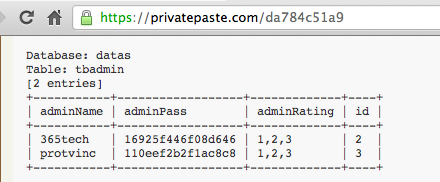 https://privatepaste.com/da784c51a9
Database: datas
Table: tbadmin
[2 entries]
+-----------+------------------+-------------+----+
| adminName | adminPass | adminRating | id |
+-----------+------------------+-------------+----+
| 365tech | 16925f446f08d646 | 1,2,3 | 2 |
| protvinc | 110eef2b2f1ac8c8 | 1,2,3 | 3 |
+-----------+------------------+-------------+----+